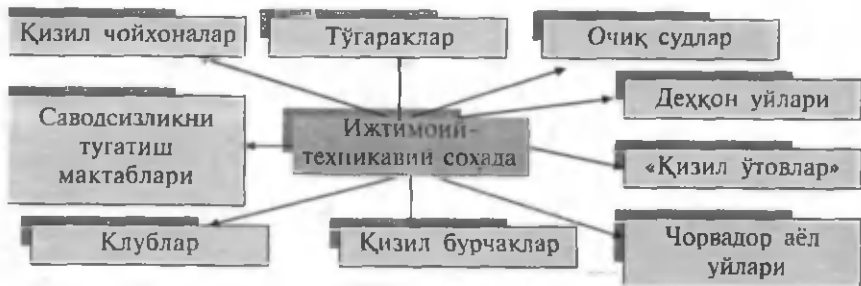 Қизил чойхоналар
Тўгараклар
Очиқ судлар
Деҳқон уйлари
Саводсизликни
тугатиш
мактаблари
Ижтимоий-
техникавий соҳада
«Қизил ўтовлар»
Клублар
Қизил бурчаклар
Чорвадор аёл
уйлари